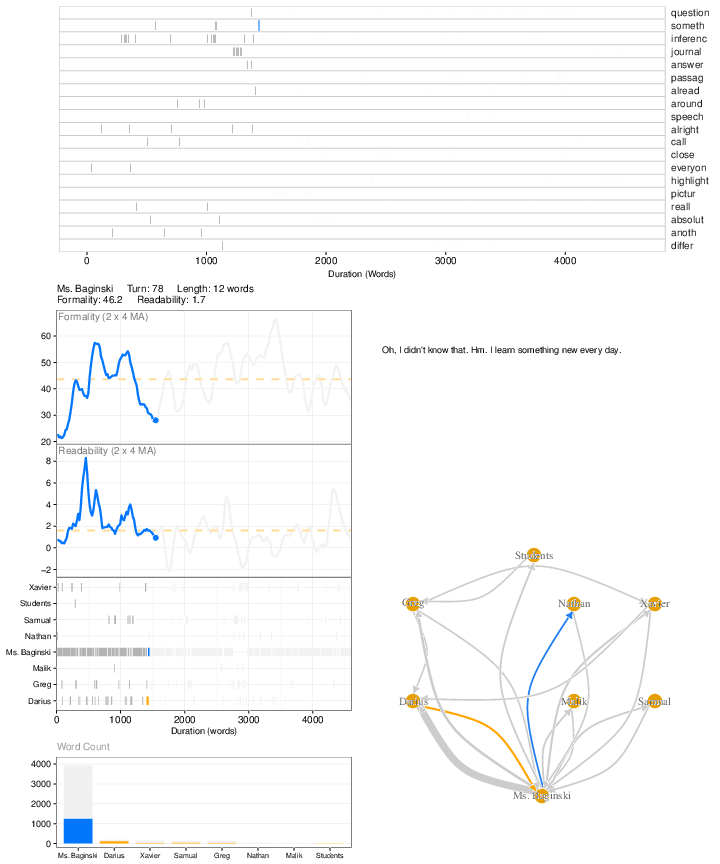 question
someth
inferenc
journal
answer
passag
alread
around
speech
alright
call
close
everyon
highlight
pictur
reall
absolut
anoth
differ
0 1000 2000 3000 4000
Duration (Words)
Ms. Baginski Turn: 78 Length: 12 words
Formality: 46.2 Readability: 1.7
Formality (2 x 4 MA)
60
50
40
30
20
Oh, I didn't know that. Hm. I learn something new every day.
Readability (2 x 4 MA)
8
6
4
2
0
−2
Xavier
Students
Samual
Nathan
Ms. Baginski
Malik
Greg
Darius
0 1000 2000 3000 4000
Duration (words)
Students
Greg Nathan Xavier
Darius Malik Samual
Ms. Baginski
Word Count
4000
3000
2000
1000
0
Ms. Baginski Darius Xavier Samual Greg Nathan Malik Students